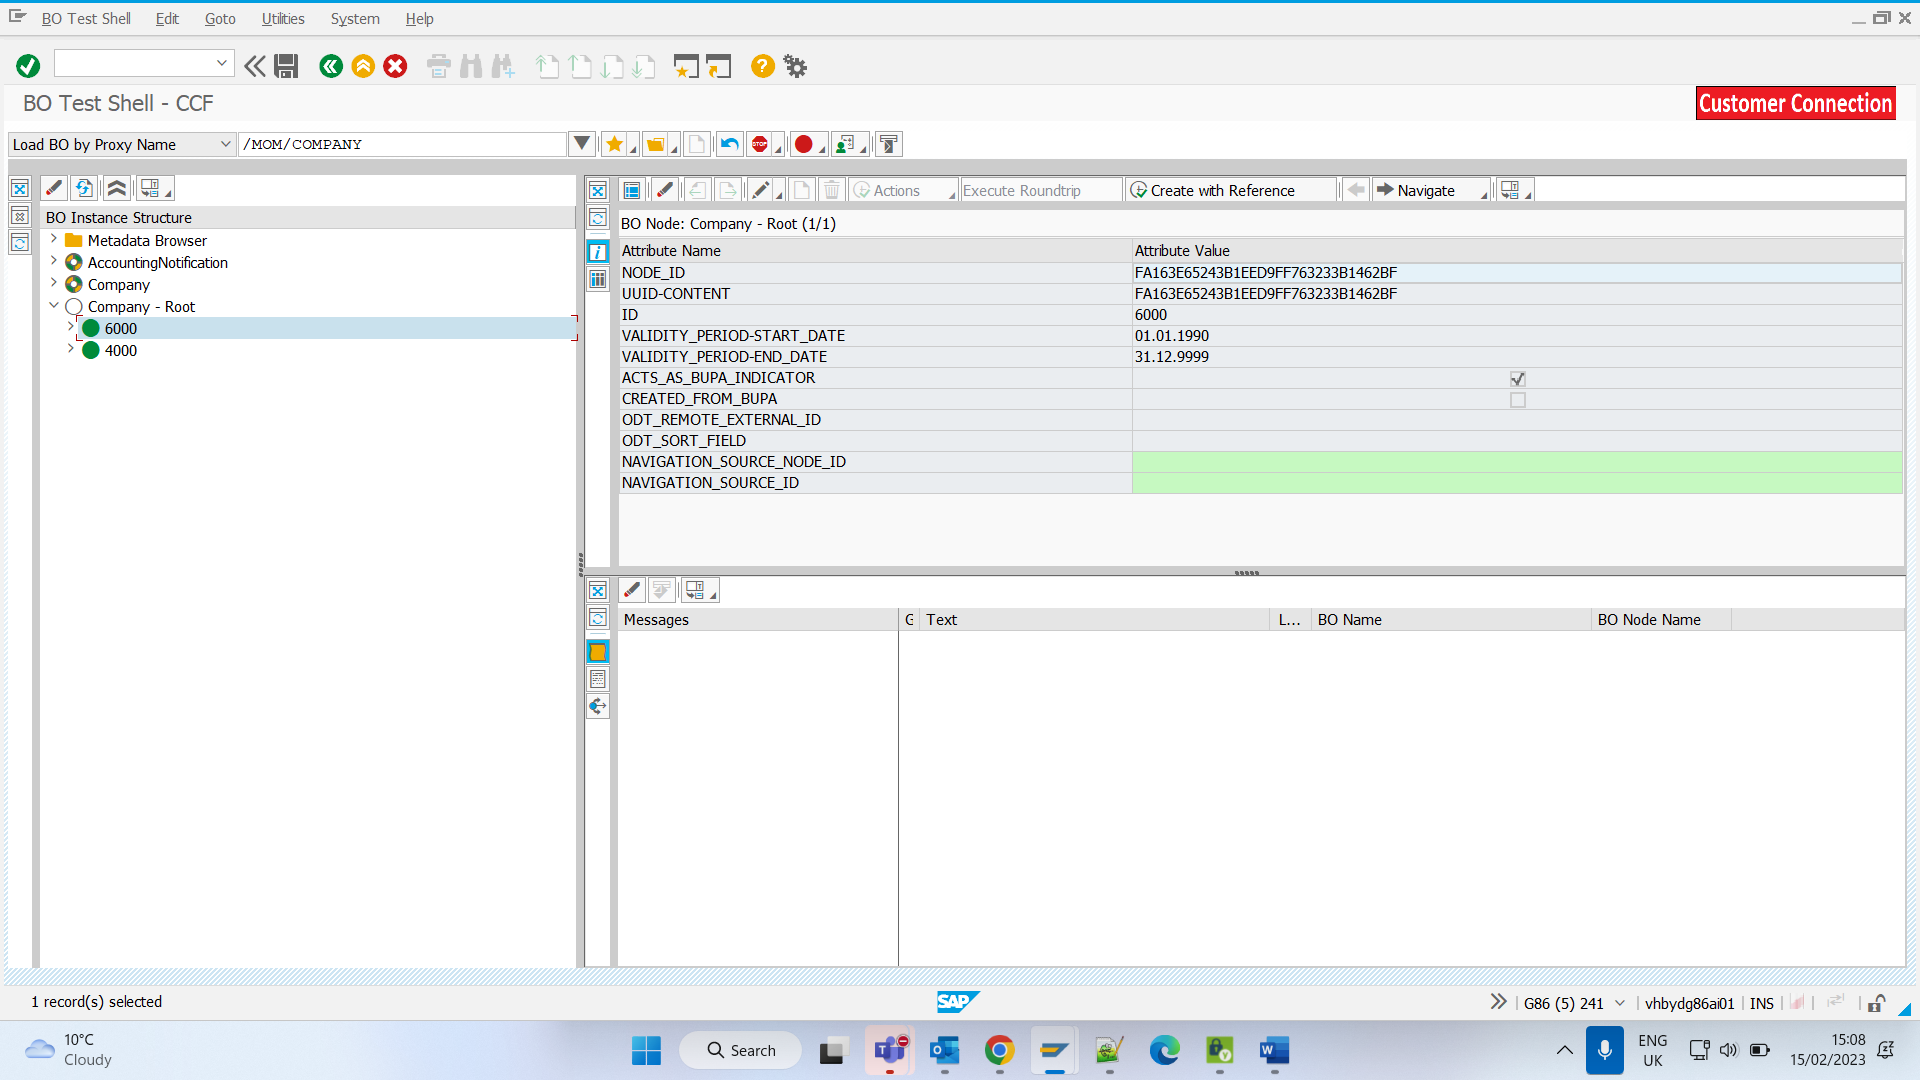 BO Test Shell Edit Goto Utilities System Help
BO Test Shell - CCF
Customer Connection
Load BO by Proxy Name /MOM/COMPANY
STOP
BO Instance Structure
Metadata Browser
AccountingNotification
Company
Company - Root
6000
4000
Actions Execute Roundtrip Create with Reference Navigate
BO Node: Company - Root (1/1)
Attribute Name Attribute Value
NODE_ID FA163E65243B1EED9FF763233B1462BF
UUID-CONTENT FA163E65243B1EED9FF763233B1462BF
ID 6000
VALIDITY_PERIOD-START_DATE 01.01.1990
VALIDITY_PERIOD-END_DATE 31.12.9999
ACTS_AS_BUPA_INDICATOR
CREATED_FROM_BUPA
ODT_REMOTE_EXTERNAL_ID
ODT_SORT_FIELD
NAVIGATION_SOURCE_NODE_ID
NAVIGATION_SOURCE_ID
Messages G Text L... BO Name BO Node Name
1 record(s) selected
SAP
G86 (5) 241 vhbydg86ai01 INS
10°C
Cloudy
Search
ENG
UK
15:08
15/02/2023